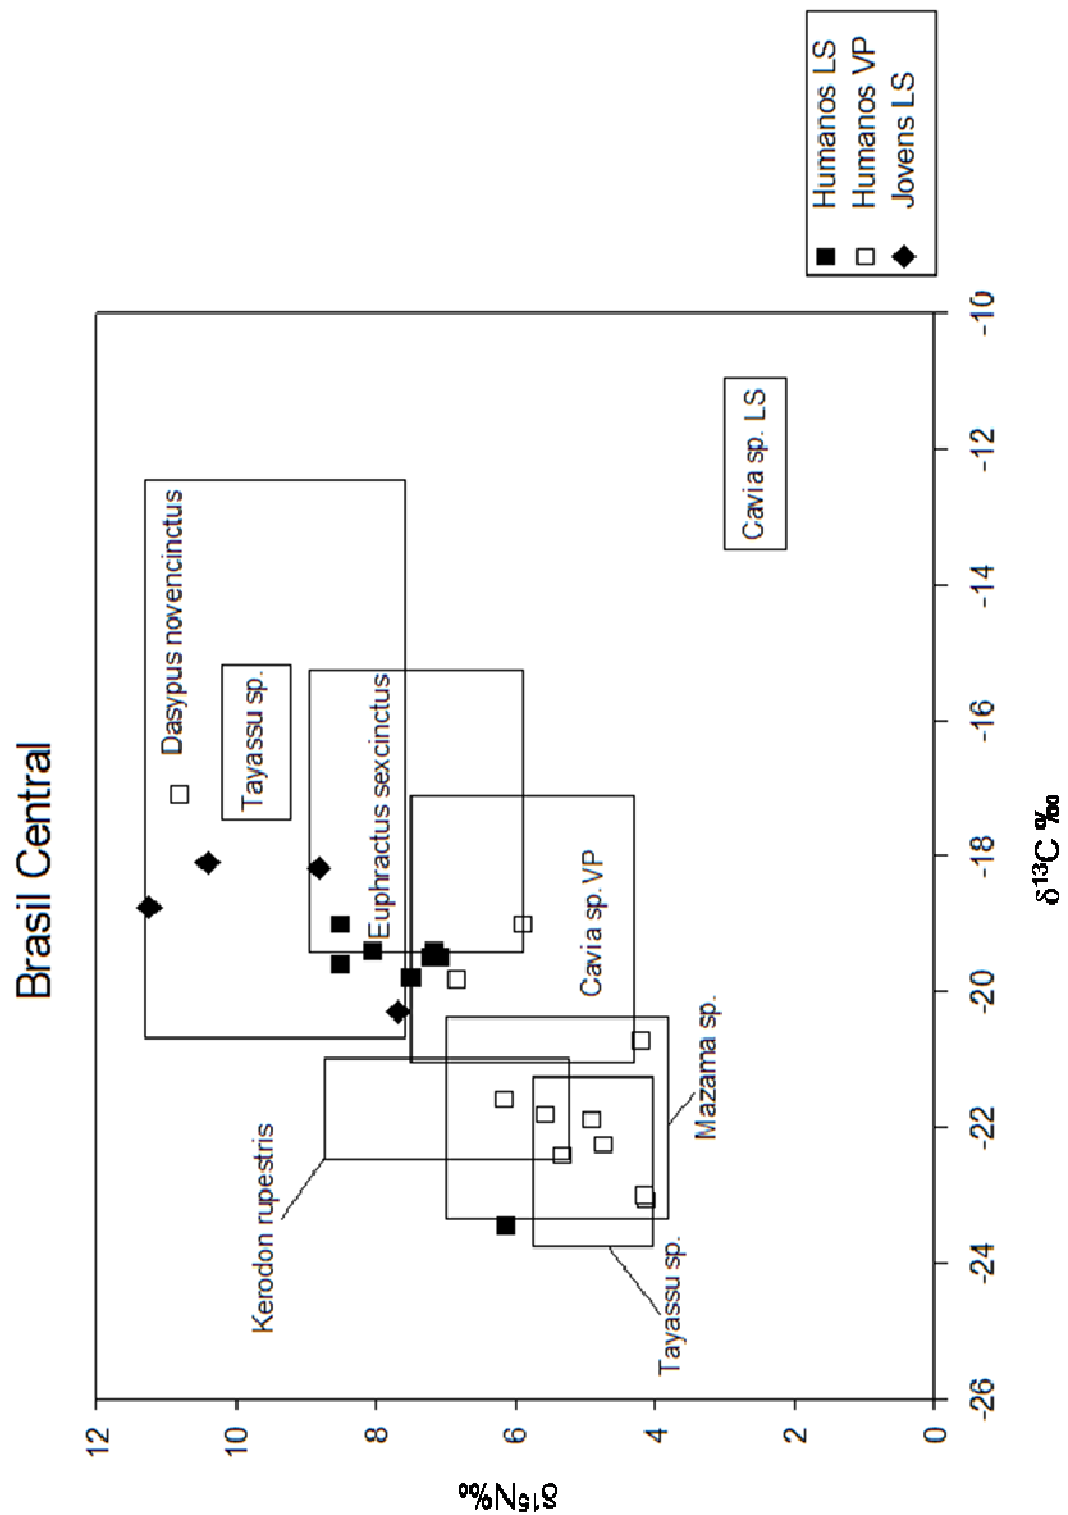 Brasil Central
12
10
8
6
4
2
0
δ15N‰
-26
-24
-22
-20
-18
-16
-14
-12
-10
δ13C ‰
Dasypus novencinctus
Tayassu sp.
Euphractus sexcinctus
Cavia sp. VP
Cavia sp. LS
Kerodon rupestris
Mazama sp.
Tayassu sp.
Humanos LS
Humanos VP
Jovens LS